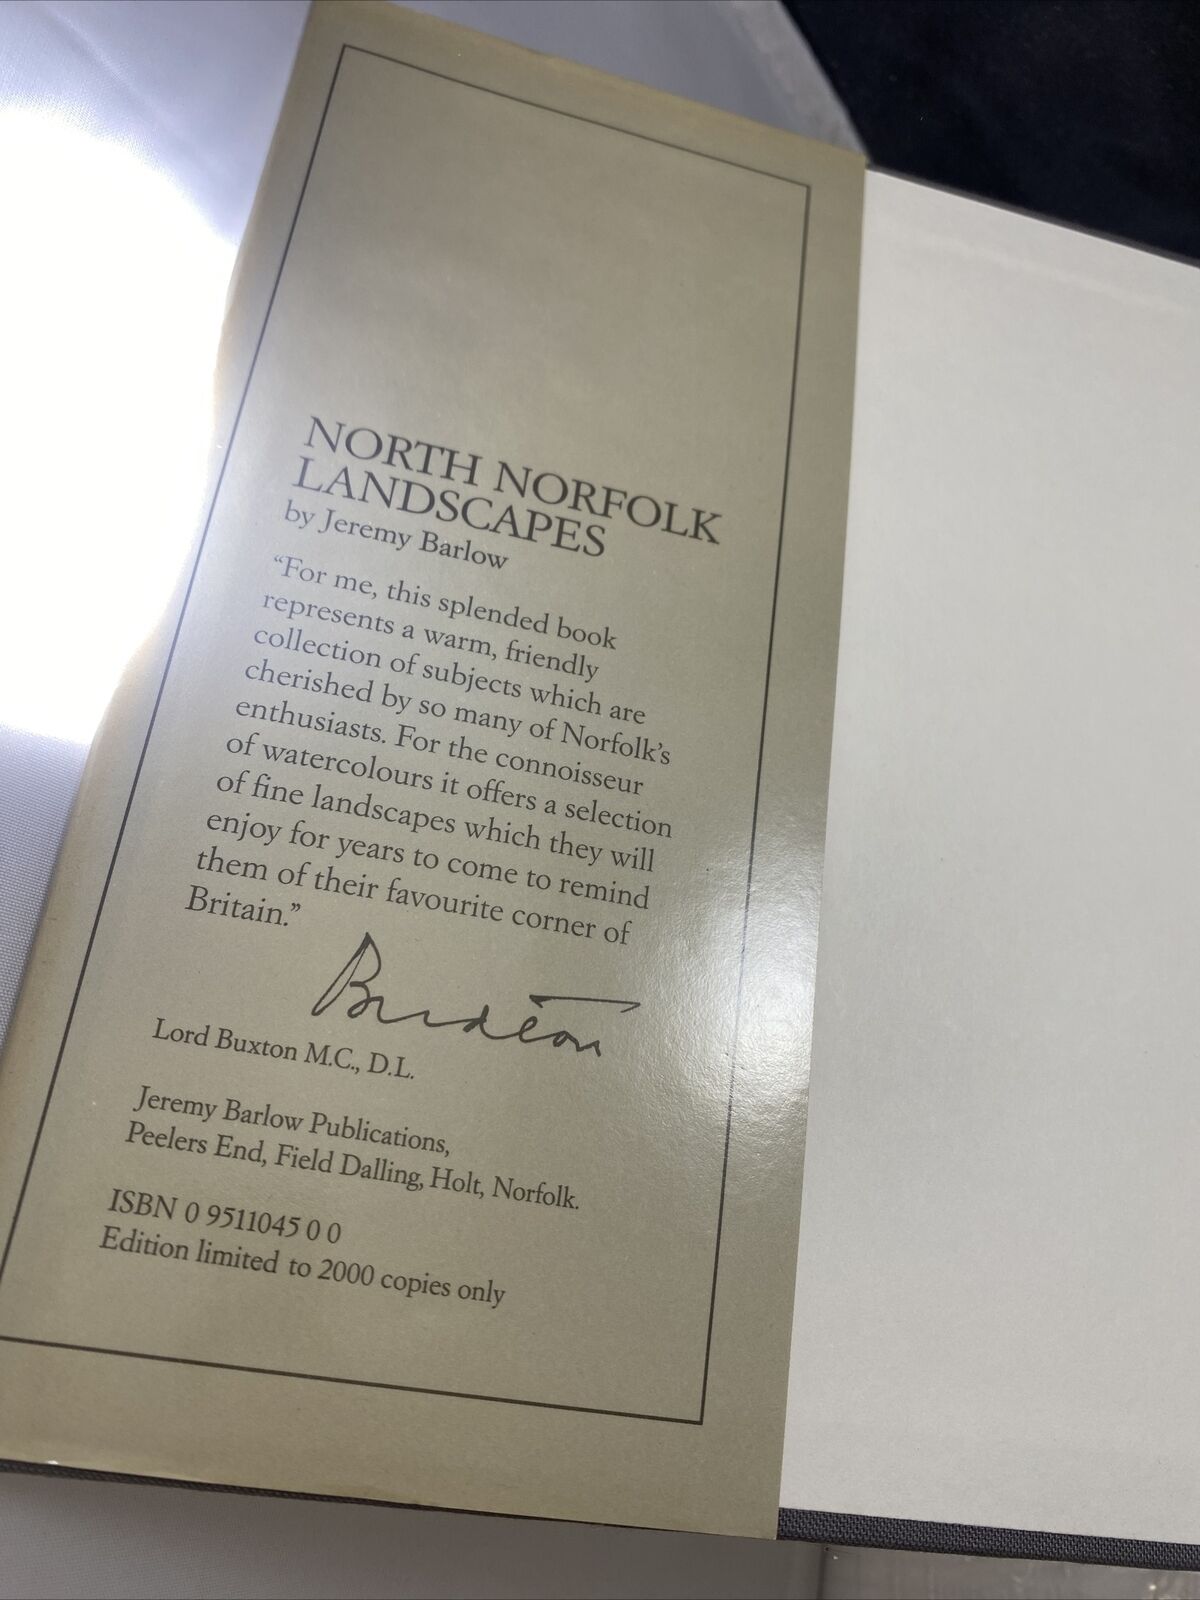 NORTH NORFOLK
LANDSCAPES
by Jeremy Barlow
“For me, this splended book
represents a warm, friendly
collection of subjects which are
cherished by so many of Norfolk’s
enthusiasts. For the connoisseur
of watercolours it offers a selection
of fine landscapes which they will
enjoy for years to come to remind
them of their favourite corner of
Britain.”
Buxton
Lord Buxton M.C., D.L.
Jeremy Barlow Publications,
Peelers End, Field Dalling, Holt, Norfolk.
ISBN 0 9511045 0 0
Edition limited to 2000 copies only